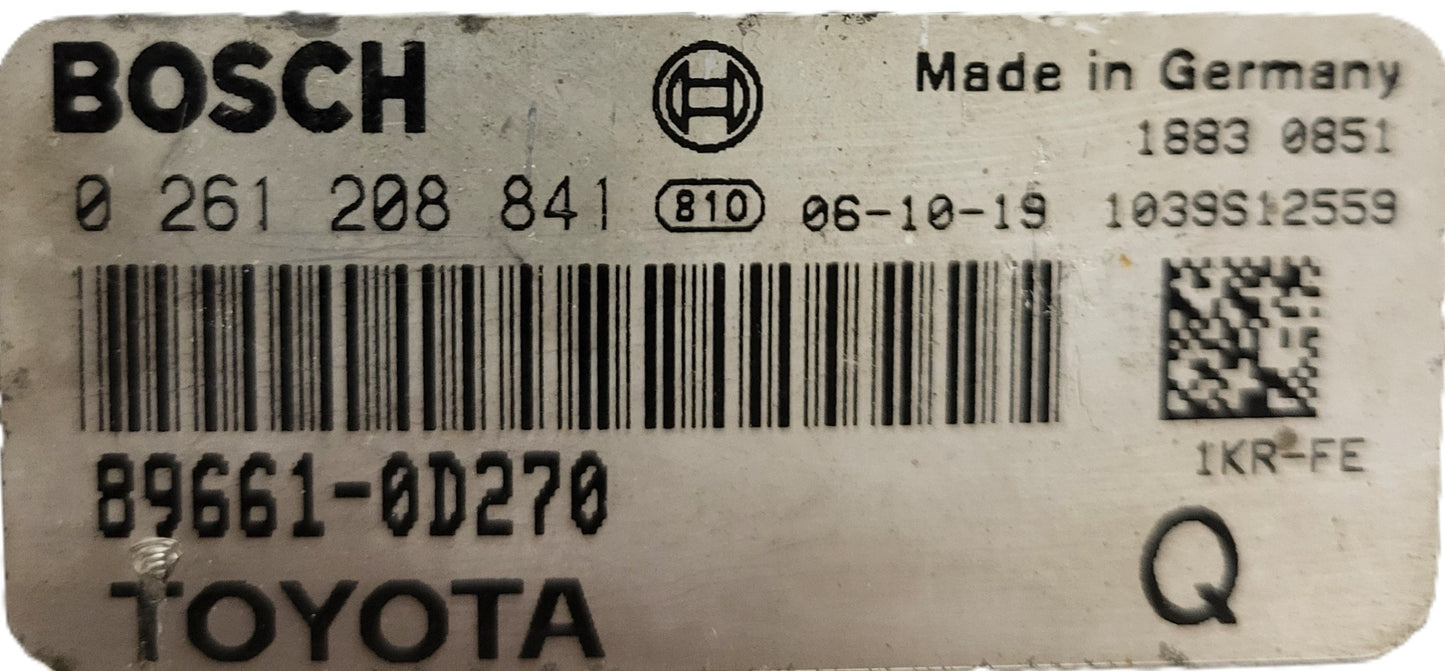 BOSCH
Made in Germany
1883 0851
0 261 208 841 810 06-10-19 1039S12559
89661-0D270
1KR-FE
Q
TOYOTA